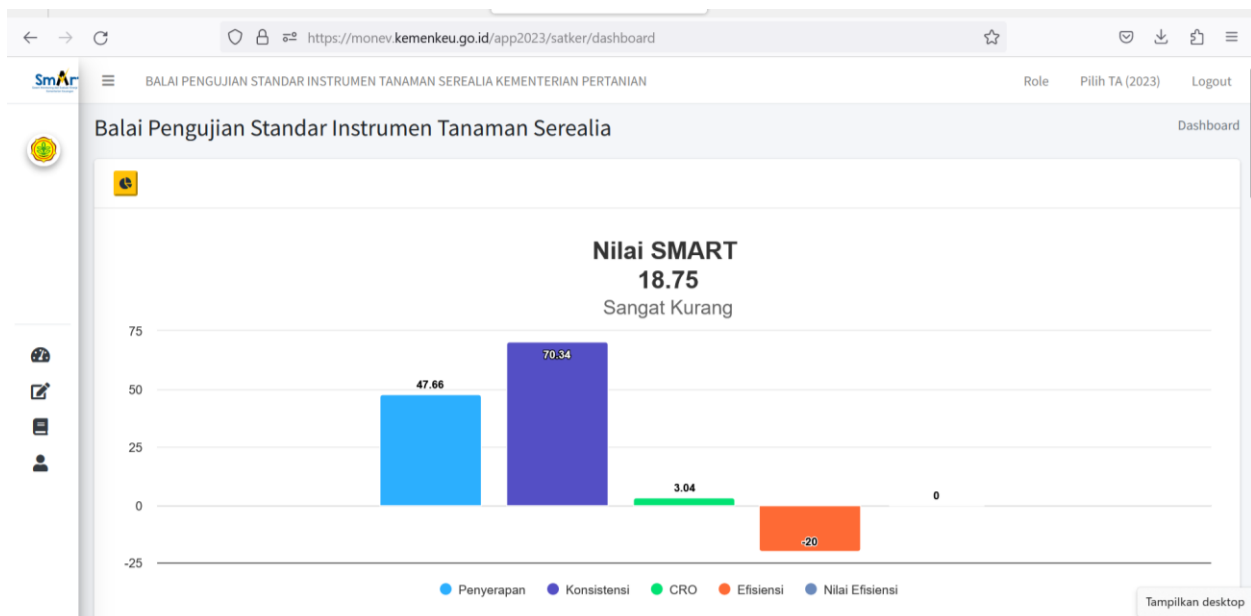 https://monev.kemenkeu.go.id/app2023/satker/dashboard
SmArt
BALAI PENGUJIAN STANDAR INSTRUMEN TANAMAN SEREALIA KEMENTERIAN PERTANIAN
Role
Pilih TA (2023)
Logout
Balai Pengujian Standar Instrumen Tanaman Serealia
Dashboard
Nilai SMART
18.75
Sangat Kurang
75
50
25
0
-25
47.66
70.34
3.04
-20
0
Penyerapan
Konsistensi
CRO
Efisiensi
Nilai Efisiensi
Tampilkan desktop